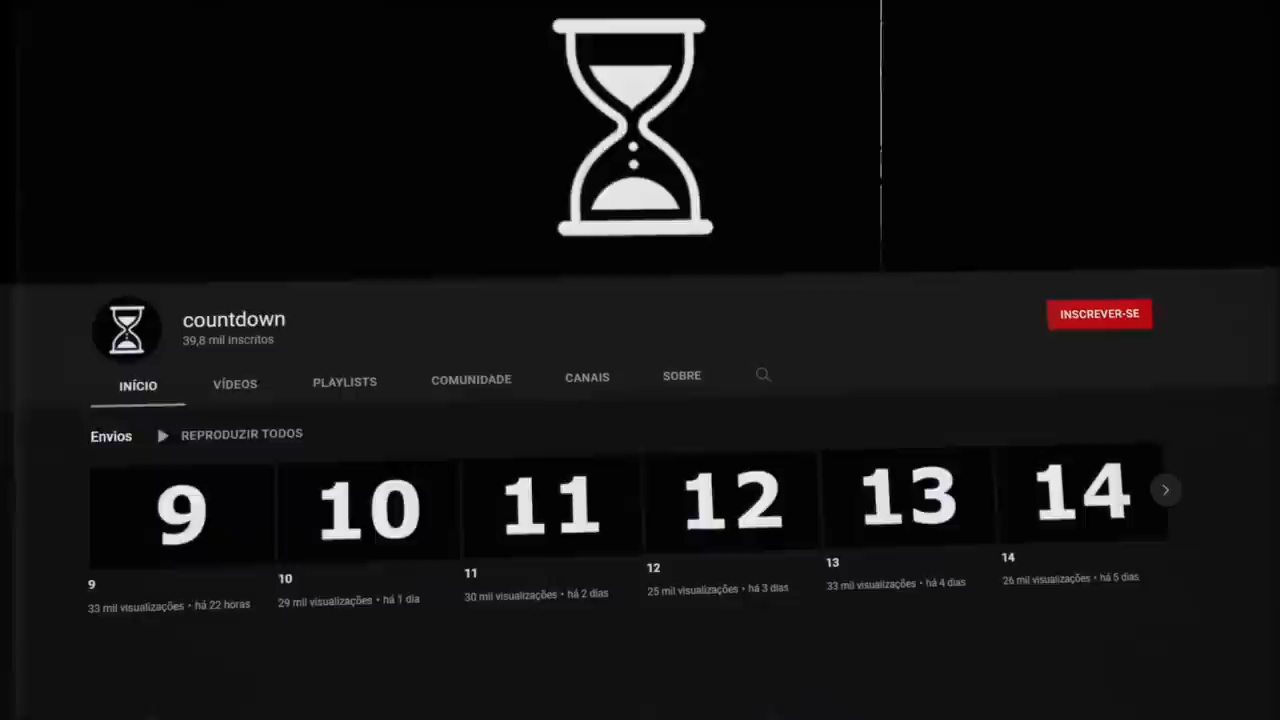 countdown
39,8 mil inscritos
INSCREVER-SE
INÍCIO VÍDEOS PLAYLISTS COMUNIDADE CANAIS SOBRE
Envios REPRODUZIR TODOS
9 10 11 12 13 14
9 10 11 12 13 14
33 mil visualizações • há 22 horas 29 mil visualizações • há 1 dia 30 mil visualizações • há 2 dias 25 mil visualizações • há 3 dias 33 mil visualizações • há 4 dias 26 mil visualizações • há 5 dias